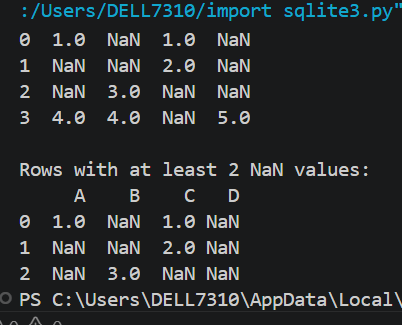 :/Users/DELL7310/import sqlite3.py"
0 1.0 NaN 1.0 NaN
1 NaN NaN 2.0 NaN
2 NaN 3.0 NaN NaN
3 4.0 4.0 NaN 5.0
Rows with at least 2 NaN values:
A B C D
0 1.0 NaN 1.0 NaN
1 NaN NaN 2.0 NaN
2 NaN 3.0 NaN NaN
PS C:\Users\DELL7310\AppData\Local\